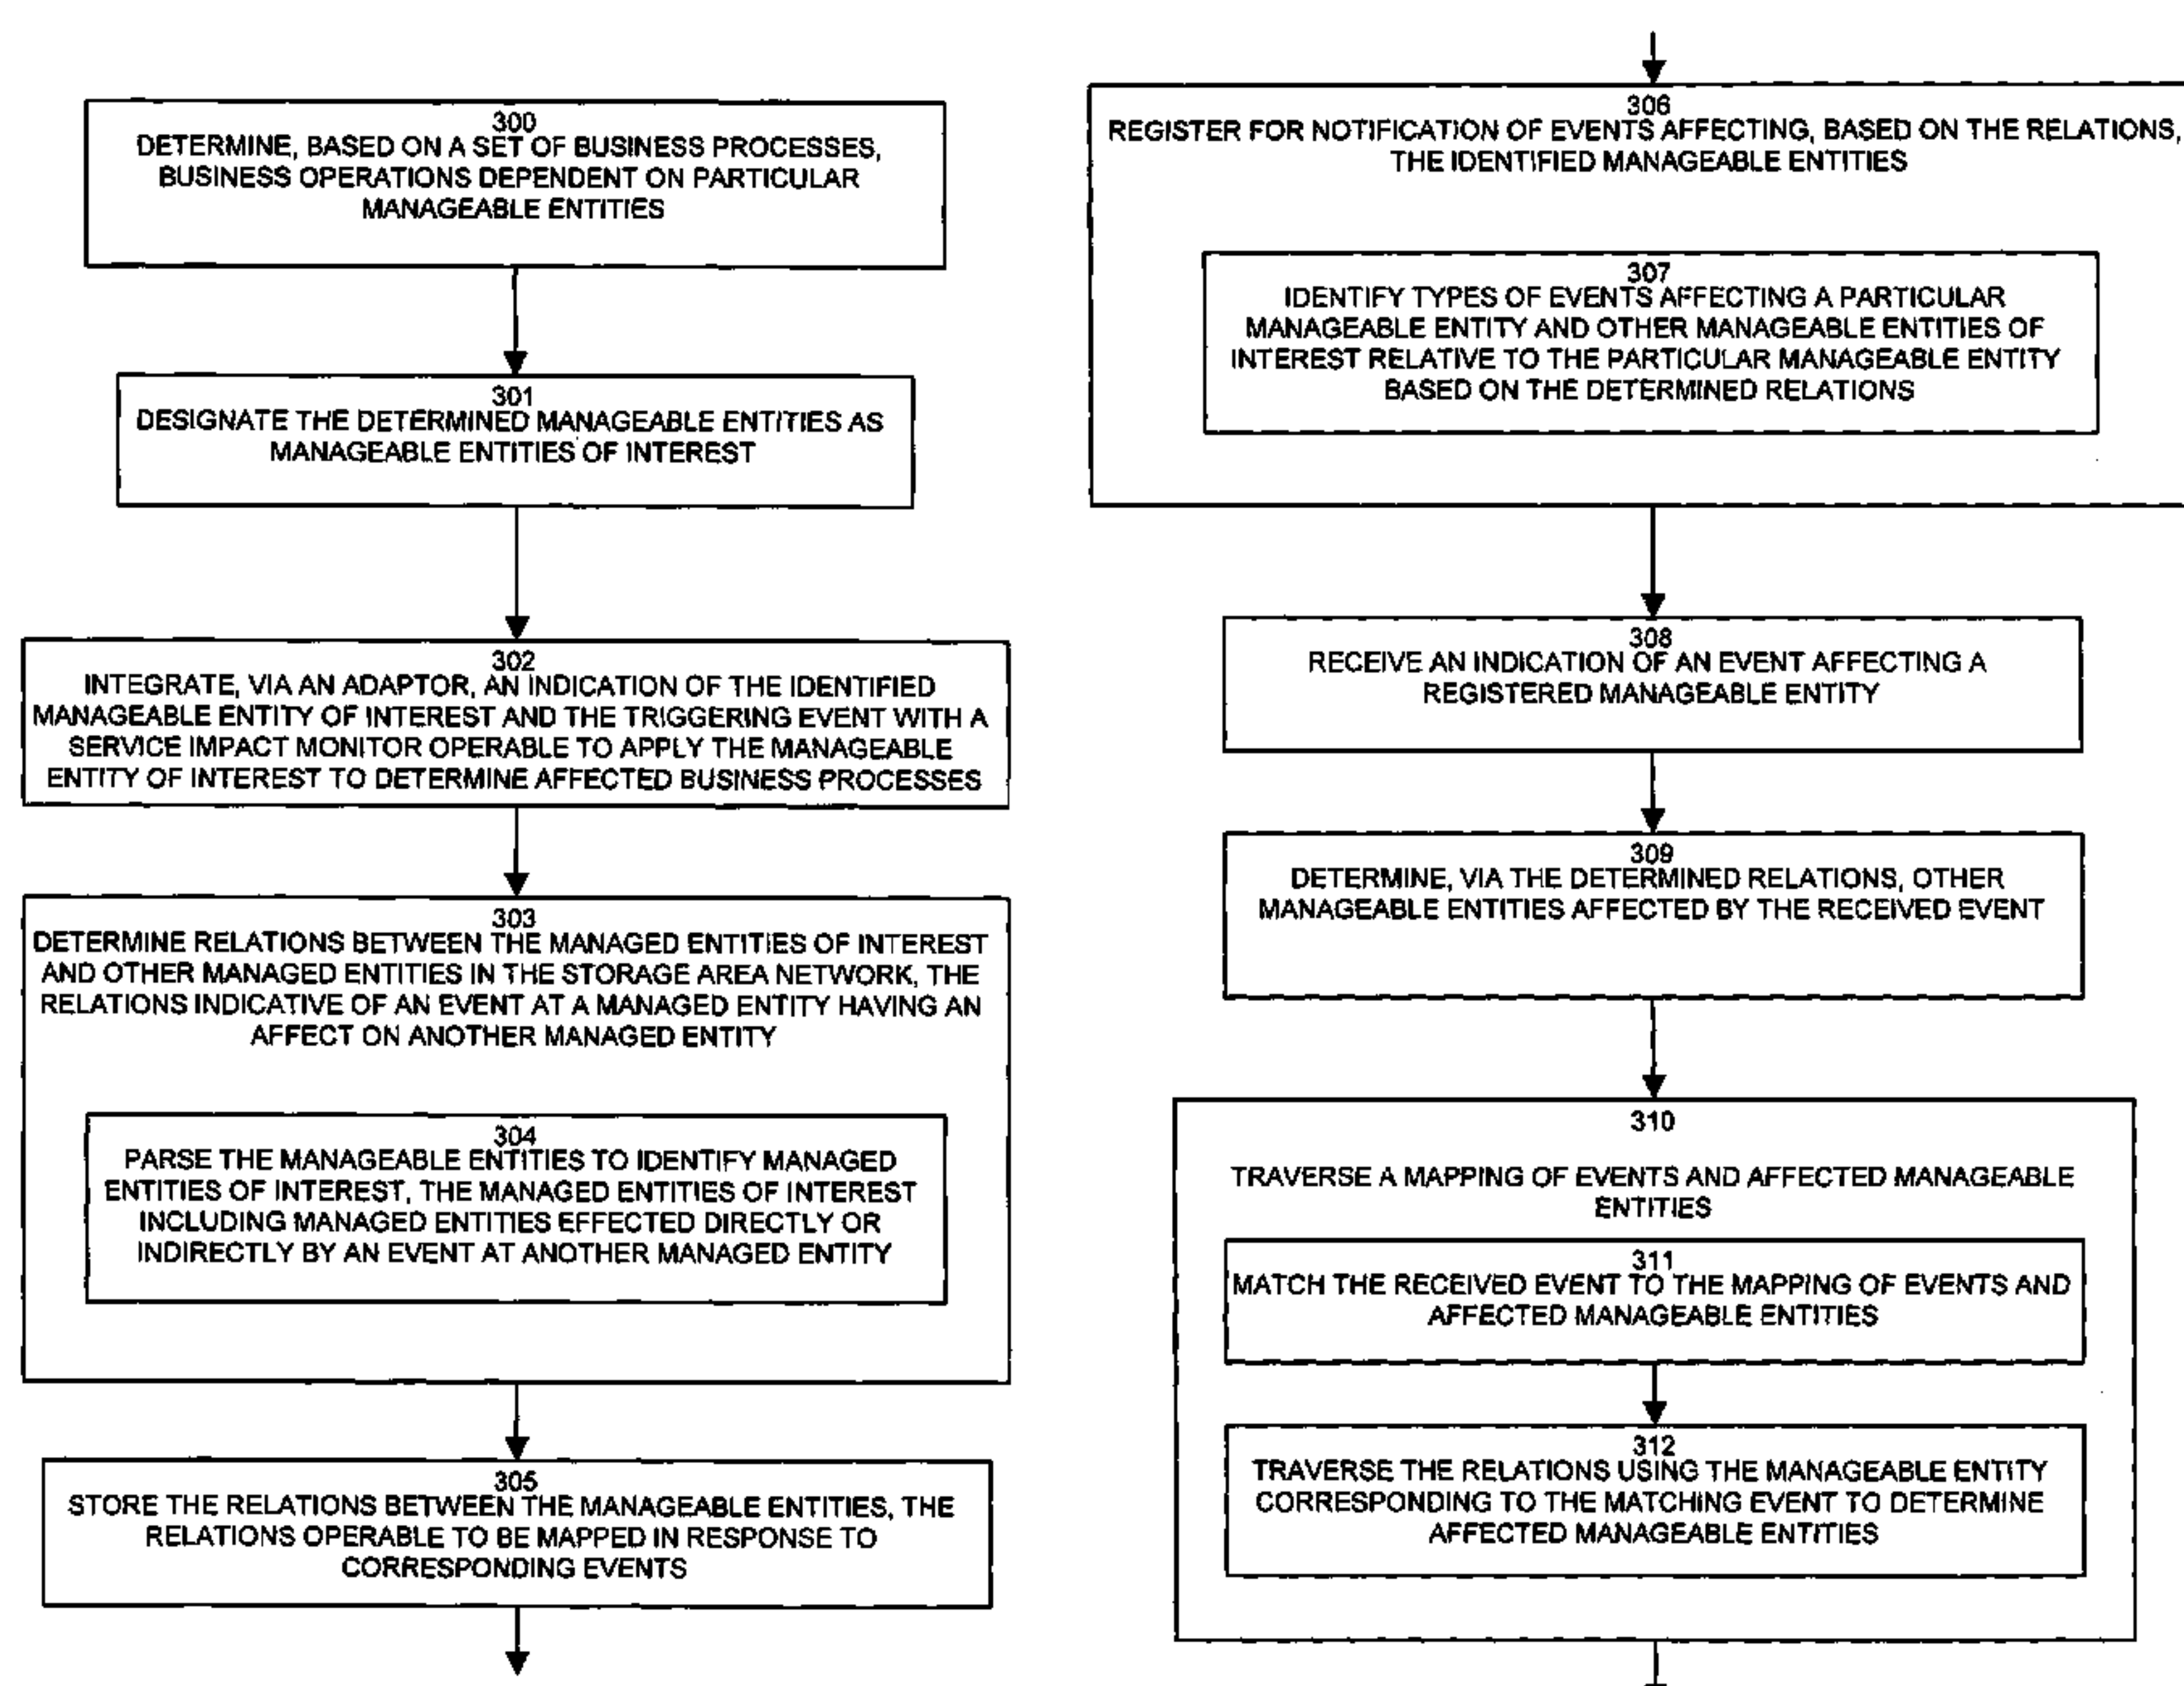 300
DETERMINE, BASED ON A SET OF BUSINESS PROCESSES,
BUSINESS OPERATIONS DEPENDENT ON PARTICULAR
MANAGEABLE ENTITIES
301
DESIGNATE THE DETERMINED MANAGEABLE ENTITIES AS
MANAGEABLE ENTITIES OF INTEREST
302
INTEGRATE, VIA AN ADAPTOR, AN INDICATION OF THE IDENTIFIED
MANAGEABLE ENTITY OF INTEREST AND THE TRIGGERING EVENT WITH A
SERVICE IMPACT MONITOR OPERABLE TO APPLY THE MANAGEABLE
ENTITY OF INTEREST TO DETERMINE AFFECTED BUSINESS PROCESSES
303
DETERMINE RELATIONS BETWEEN THE MANAGED ENTITIES OF INTEREST
AND OTHER MANAGED ENTITIES IN THE STORAGE AREA NETWORK, THE
RELATIONS INDICATIVE OF AN EVENT AT A MANAGED ENTITY HAVING AN
AFFECT ON ANOTHER MANAGED ENTITY
304
PARSE THE MANAGEABLE ENTITIES TO IDENTIFY MANAGED
ENTITIES OF INTEREST, THE MANAGED ENTITIES OF INTEREST
INCLUDING MANAGED ENTITIES EFFECTED DIRECTLY OR
INDIRECTLY BY AN EVENT AT ANOTHER MANAGED ENTITY
305
STORE THE RELATIONS BETWEEN THE MANAGEABLE ENTITIES, THE
RELATIONS OPERABLE TO BE MAPPED IN RESPONSE TO
CORRESPONDING EVENTS
306
REGISTER FOR NOTIFICATION OF EVENTS AFFECTING, BASED ON THE RELATIONS,
THE IDENTIFIED MANAGEABLE ENTITIES
307
IDENTIFY TYPES OF EVENTS AFFECTING A PARTICULAR
MANAGEABLE ENTITY AND OTHER MANAGEABLE ENTITIES OF
INTEREST RELATIVE TO THE PARTICULAR MANAGEABLE ENTITY
BASED ON THE DETERMINED RELATIONS
308
RECEIVE AN INDICATION OF AN EVENT AFFECTING A
REGISTERED MANAGEABLE ENTITY
309
DETERMINE, VIA THE DETERMINED RELATIONS, OTHER
MANAGEABLE ENTITIES AFFECTED BY THE RECEIVED EVENT
310
TRAVERSE A MAPPING OF EVENTS AND AFFECTED MANAGEABLE
ENTITIES
311
MATCH THE RECEIVED EVENT TO THE MAPPING OF EVENTS AND
AFFECTED MANAGEABLE ENTITIES
312
TRAVERSE THE RELATIONS USING THE MANAGEABLE ENTITY
CORRESPONDING TO THE MATCHING EVENT TO DETERMINE
AFFECTED MANAGEABLE ENTITIES